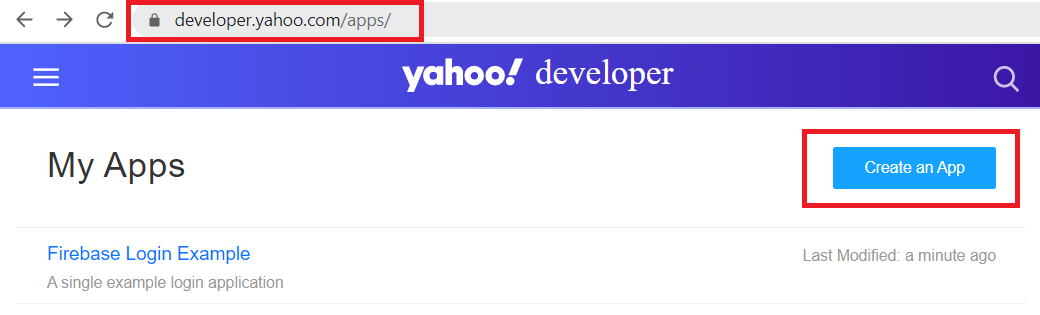 developer.yahoo.com/apps/
yahoo! developer
My Apps
Create an App
Firebase Login Example
Last Modified: a minute ago
A single example login application